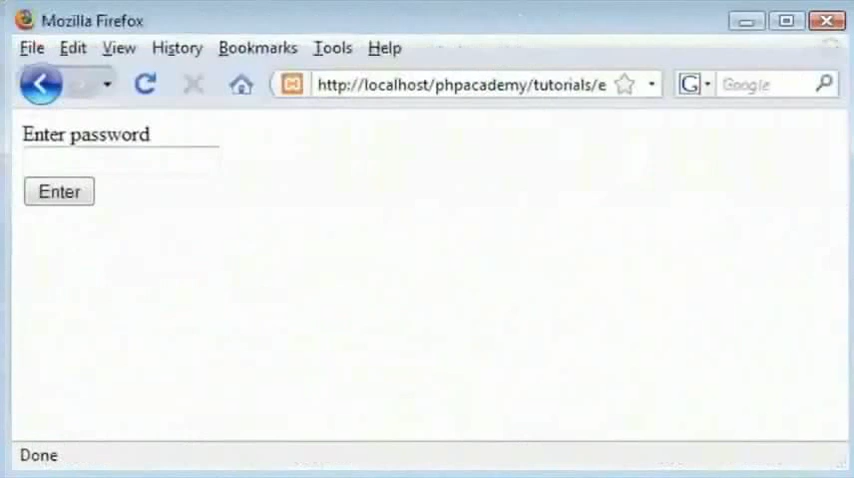 Mozilla Firefox
File Edit View History Bookmarks Tools Help
http://localhost/phpacademy/tutorials/e G Google
Enter password
Enter
Done